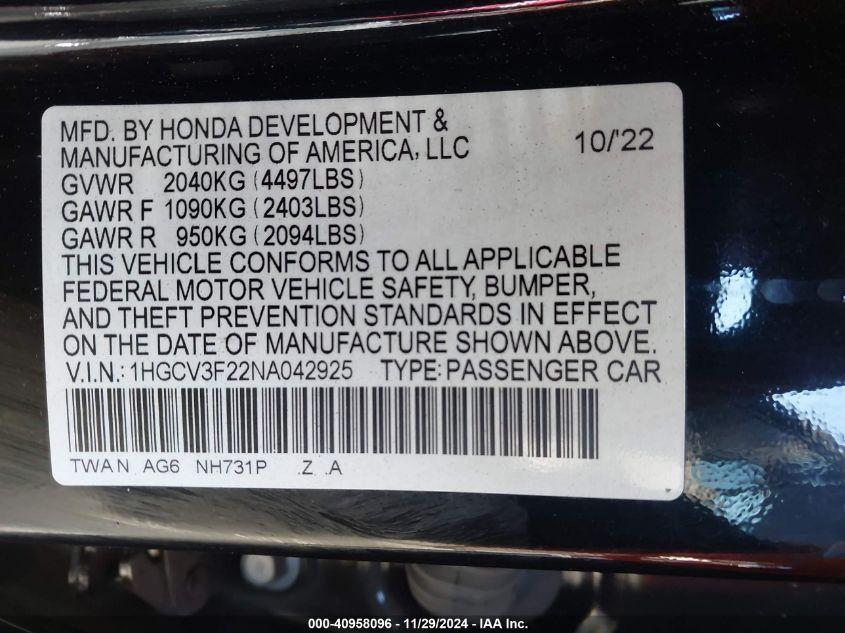 MFD. BY HONDA DEVELOPMENT &
MANUFACTURING OF AMERICA, LLC 10/'22
GVWR 2040KG (4497LBS)
GAWR F 1090KG (2403LBS)
GAWR R 950KG (2094LBS)
THIS VEHICLE CONFORMS TO ALL APPLICABLE
FEDERAL MOTOR VEHICLE SAFETY, BUMPER,
AND THEFT PREVENTION STANDARDS IN EFFECT
ON THE DATE OF MANUFACTURE SHOWN ABOVE.
V.I.N.: 1HGCV3F22NA042925 TYPE: PASSENGER CAR
TWAN AG6 NH731P .Z .A
000-40958096 - 11/29/2024 - IAA Inc.